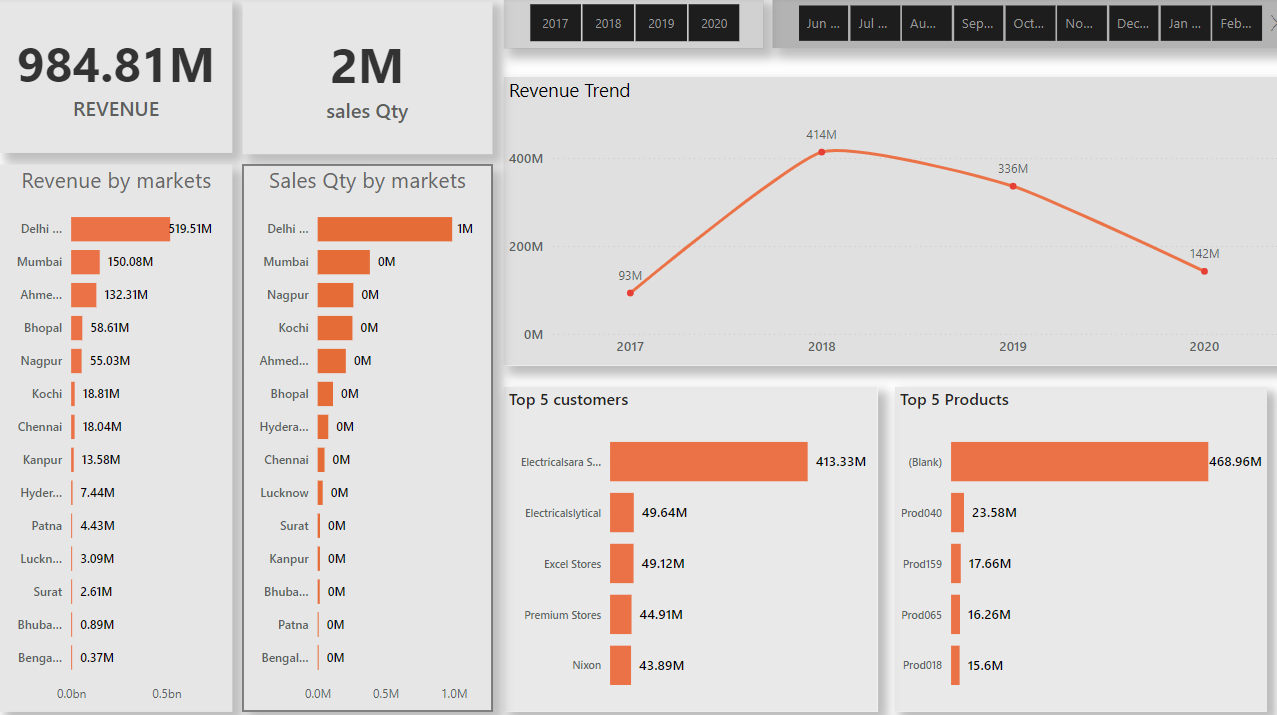 984.81M
REVENUE
2M
sales Qty
2017 2018 2019 2020
Jun ... Jul ... Au... Sep... Oct... No... Dec... Jan ... Feb...
Revenue by markets
Delhi ... 519.51M
Mumbai 150.08M
Ahme... 132.31M
Bhopal 58.61M
Nagpur 55.03M
Kochi 18.81M
Chennai 18.04M
Kanpur 13.58M
Hyder... 7.44M
Patna 4.43M
Luckn... 3.09M
Surat 2.61M
Bhuba... 0.89M
Benga... 0.37M
0.0bn 0.5bn
Sales Qty by markets
Delhi ... 1M
Mumbai 0M
Nagpur 0M
Kochi 0M
Ahmed... 0M
Bhopal 0M
Hydera... 0M
Chennai 0M
Lucknow 0M
Surat 0M
Kanpur 0M
Bhuba... 0M
Patna 0M
Bengal... 0M
0.0M 0.5M 1.0M
Revenue Trend
414M
400M
336M
200M
142M
93M
0M
2017 2018 2019 2020
Top 5 customers
Electricalsara S... 413.33M
Electricalslytical 49.64M
Excel Stores 49.12M
Premium Stores 44.91M
Nixon 43.89M
Top 5 Products
(Blank) 468.96M
Prod040 23.58M
Prod159 17.66M
Prod065 16.26M
Prod018 15.6M